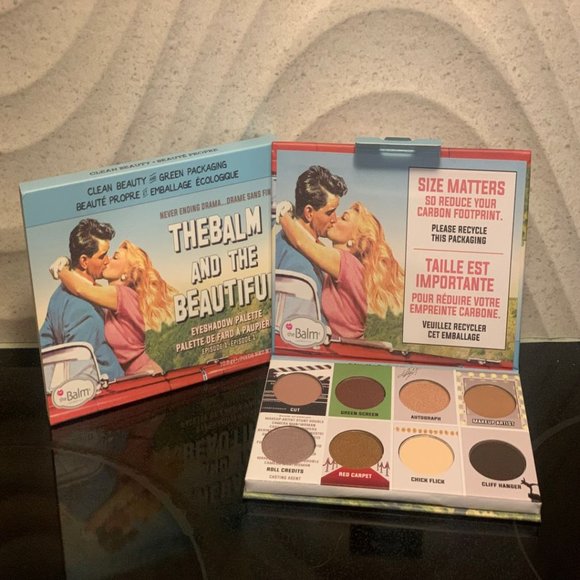 CLEAN BEAUTY • BEAUTÉ PROPRE
CLEAN BEAUTY AND GREEN PACKAGING
BEAUTÉ PROPRE ET EMBALLAGE ÉCOLOGIQUE
NEVER ENDING DRAMA...DRAME SANS FIN
THEBALM
AND THE
BEAUTIFUL
EYESHADOW PALETTE
PALETTE DE FARD À PAUPIÈR
theBalm®
SIZE MATTERS
SO REDUCE YOUR
CARBON FOOTPRINT.
PLEASE RECYCLE
THIS PACKAGING
TAILLE EST
IMPORTANTE
POUR RÉDUIRE VOTRE
EMPREINTE CARBONE.
VEUILLEZ RECYCLER
CET EMBALLAGE
theBalm®
CUT
GREEN SCREEN
AUTOGRAPH
MAKEUP ARTIST
ROLL CREDITS
CASTING AGENT
RED CARPET
CHICK FLICK
CLIFF HANGER